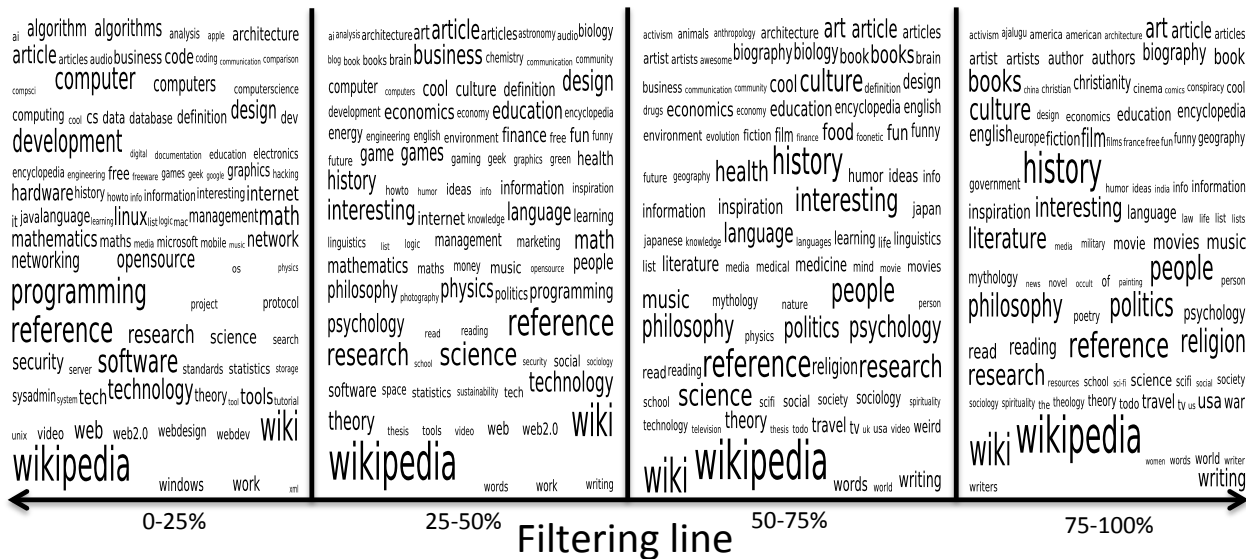 ai algorithm algorithms analysis apple architecture
article articles audio business code coding communication comparison
compsci computer computers computerscience
computing cool cs data database definition design dev
development digital documentation education electronics
encyclopedia engineering free freeware games geek google graphics hacking
hardware history howto info information interesting internet
it java language learning linux list logic mac management math
mathematics maths media microsoft mobile music network
networking opensource os physics
programming project protocol
reference research science search
security server software standards statistics storage
sysadmin system tech technology theory tool tools tutorial
unix video web web2.0 webdesign webdev wiki
wikipedia windows work xml
ai analysis architecture art article articles astronomy audio biology
blog book books brain business chemistry communication community
computer computers cool culture definition design
development economics economy education encyclopedia
energy engineering english environment finance free fun funny
future game games gaming geek graphics green health
history howto humor ideas info information inspiration
interesting internet knowledge language learning
linguistics list logic management marketing math
mathematics maths money music opensource people
philosophy photography physics politics programming
psychology read reading reference
research school science security social sociology
software space statistics sustainability tech technology
theory thesis tools video web web2.0 wiki
wikipedia words work writing
activism animals anthropology architecture art article articles
artist artists awesome biography biology book books brain
business communication community cool culture definition design
drugs economics economy education encyclopedia english
environment evolution fiction film finance food foonetic fun funny
future geography health history humor ideas info
information inspiration interesting japan
japanese knowledge language languages learning life linguistics
list literature media medical medicine mind movie movies
music mythology nature people person
philosophy physics politics psychology
read reading reference religion research
school science scifi social society sociology spirituality
technology television theory thesis todo travel tv uk usa video weird
wiki wikipedia words world writing
activism ajalugu america american architecture art article articles
artist artists author authors biography book
books china christian christianity cinema comics conspiracy cool
culture design economics education encyclopedia
english europe fiction film films france free fun funny geography
government history humor ideas india info information
inspiration interesting language law life list lists
literature media military movie movies music
mythology news novel occult of painting people person
philosophy poetry politics psychology
read reading reference religion
research resources school sci-fi science scifi social society
sociology spirituality the theology theory todo travel tv us usa war
wiki wikipedia women words world writer
writers writing
0-25% 25-50% 50-75% 75-100%
Filtering line